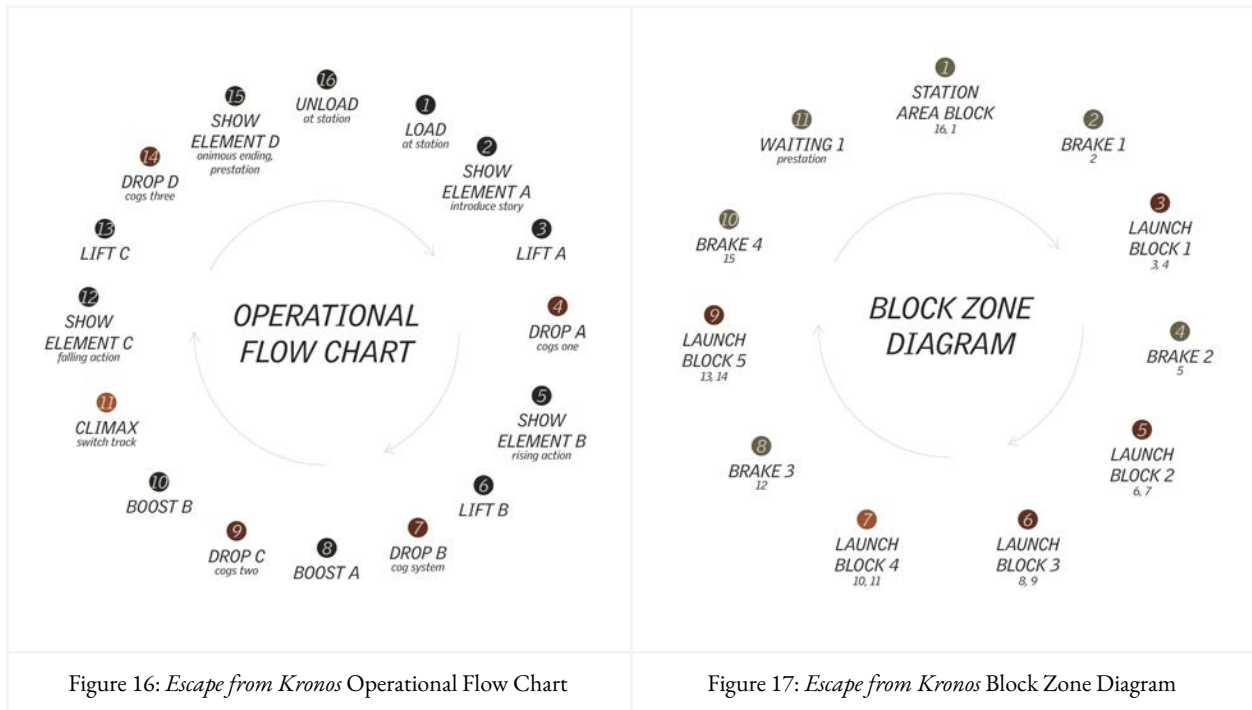 16
UNLOAD
at station
1
LOAD
at station
2
SHOW
ELEMENT A
introduce story
3
LIFT A
4
DROP A
cogs one
5
SHOW
ELEMENT B
rising action
6
LIFT B
7
DROP B
cog system
8
BOOST A
9
DROP C
cogs two
10
BOOST B
11
CLIMAX
switch track
12
SHOW
ELEMENT C
falling action
13
LIFT C
14
DROP D
cogs three
15
SHOW
ELEMENT D
onimous ending,
prestation
OPERATIONAL
FLOW CHART
Figure 16: Escape from Kronos Operational Flow Chart
1
STATION
AREA BLOCK
16, 1
2
BRAKE 1
2
3
LAUNCH
BLOCK 1
3, 4
4
BRAKE 2
5
5
LAUNCH
BLOCK 2
6, 7
6
LAUNCH
BLOCK 3
8, 9
7
LAUNCH
BLOCK 4
10, 11
8
BRAKE 3
12
9
LAUNCH
BLOCK 5
13, 14
10
BRAKE 4
15
11
WAITING 1
prestation
BLOCK ZONE
DIAGRAM
Figure 17: Escape from Kronos Block Zone Diagram